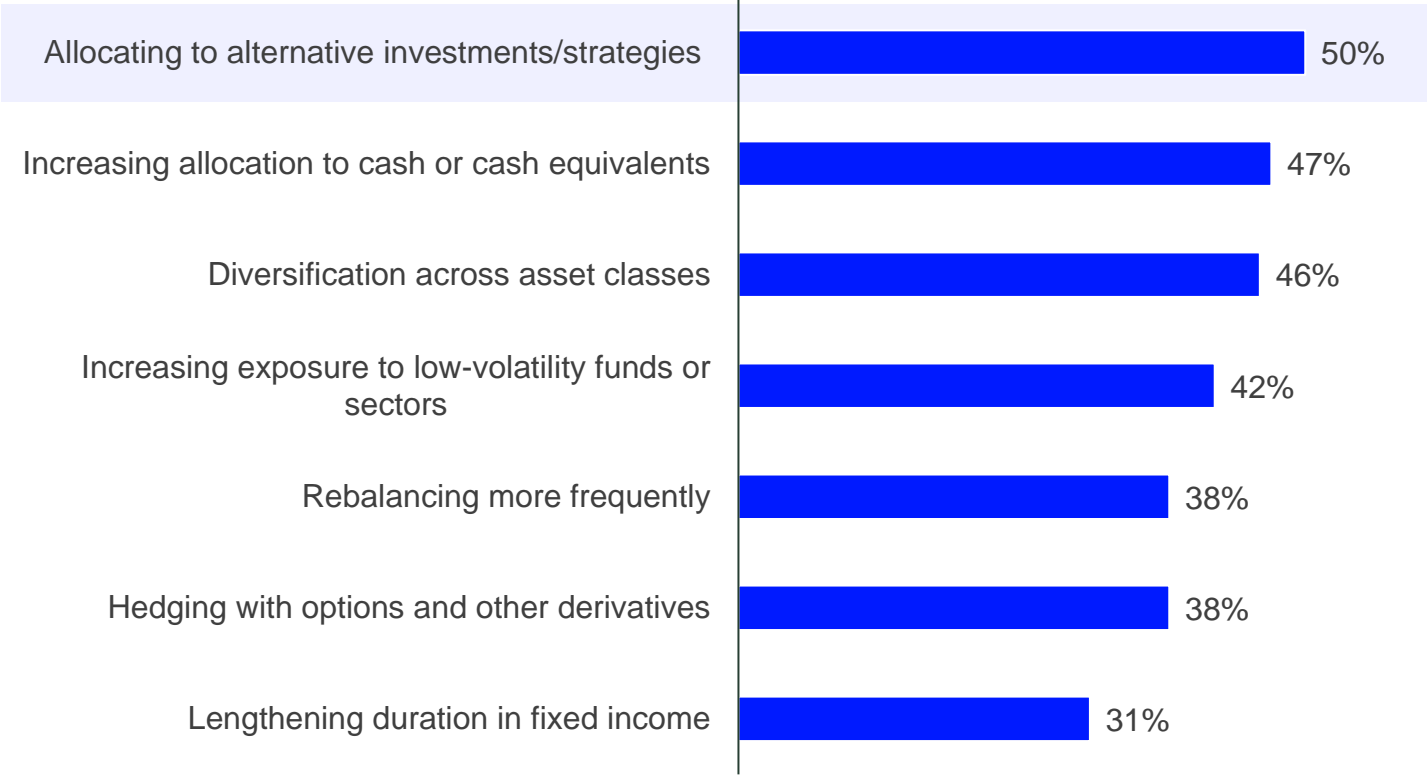 Allocating to alternative investments/strategies 50%
Increasing allocation to cash or cash equivalents 47%
Diversification across asset classes 46%
Increasing exposure to low-volatility funds or
sectors 42%
Rebalancing more frequently 38%
Hedging with options and other derivatives 38%
Lengthening duration in fixed income 31%